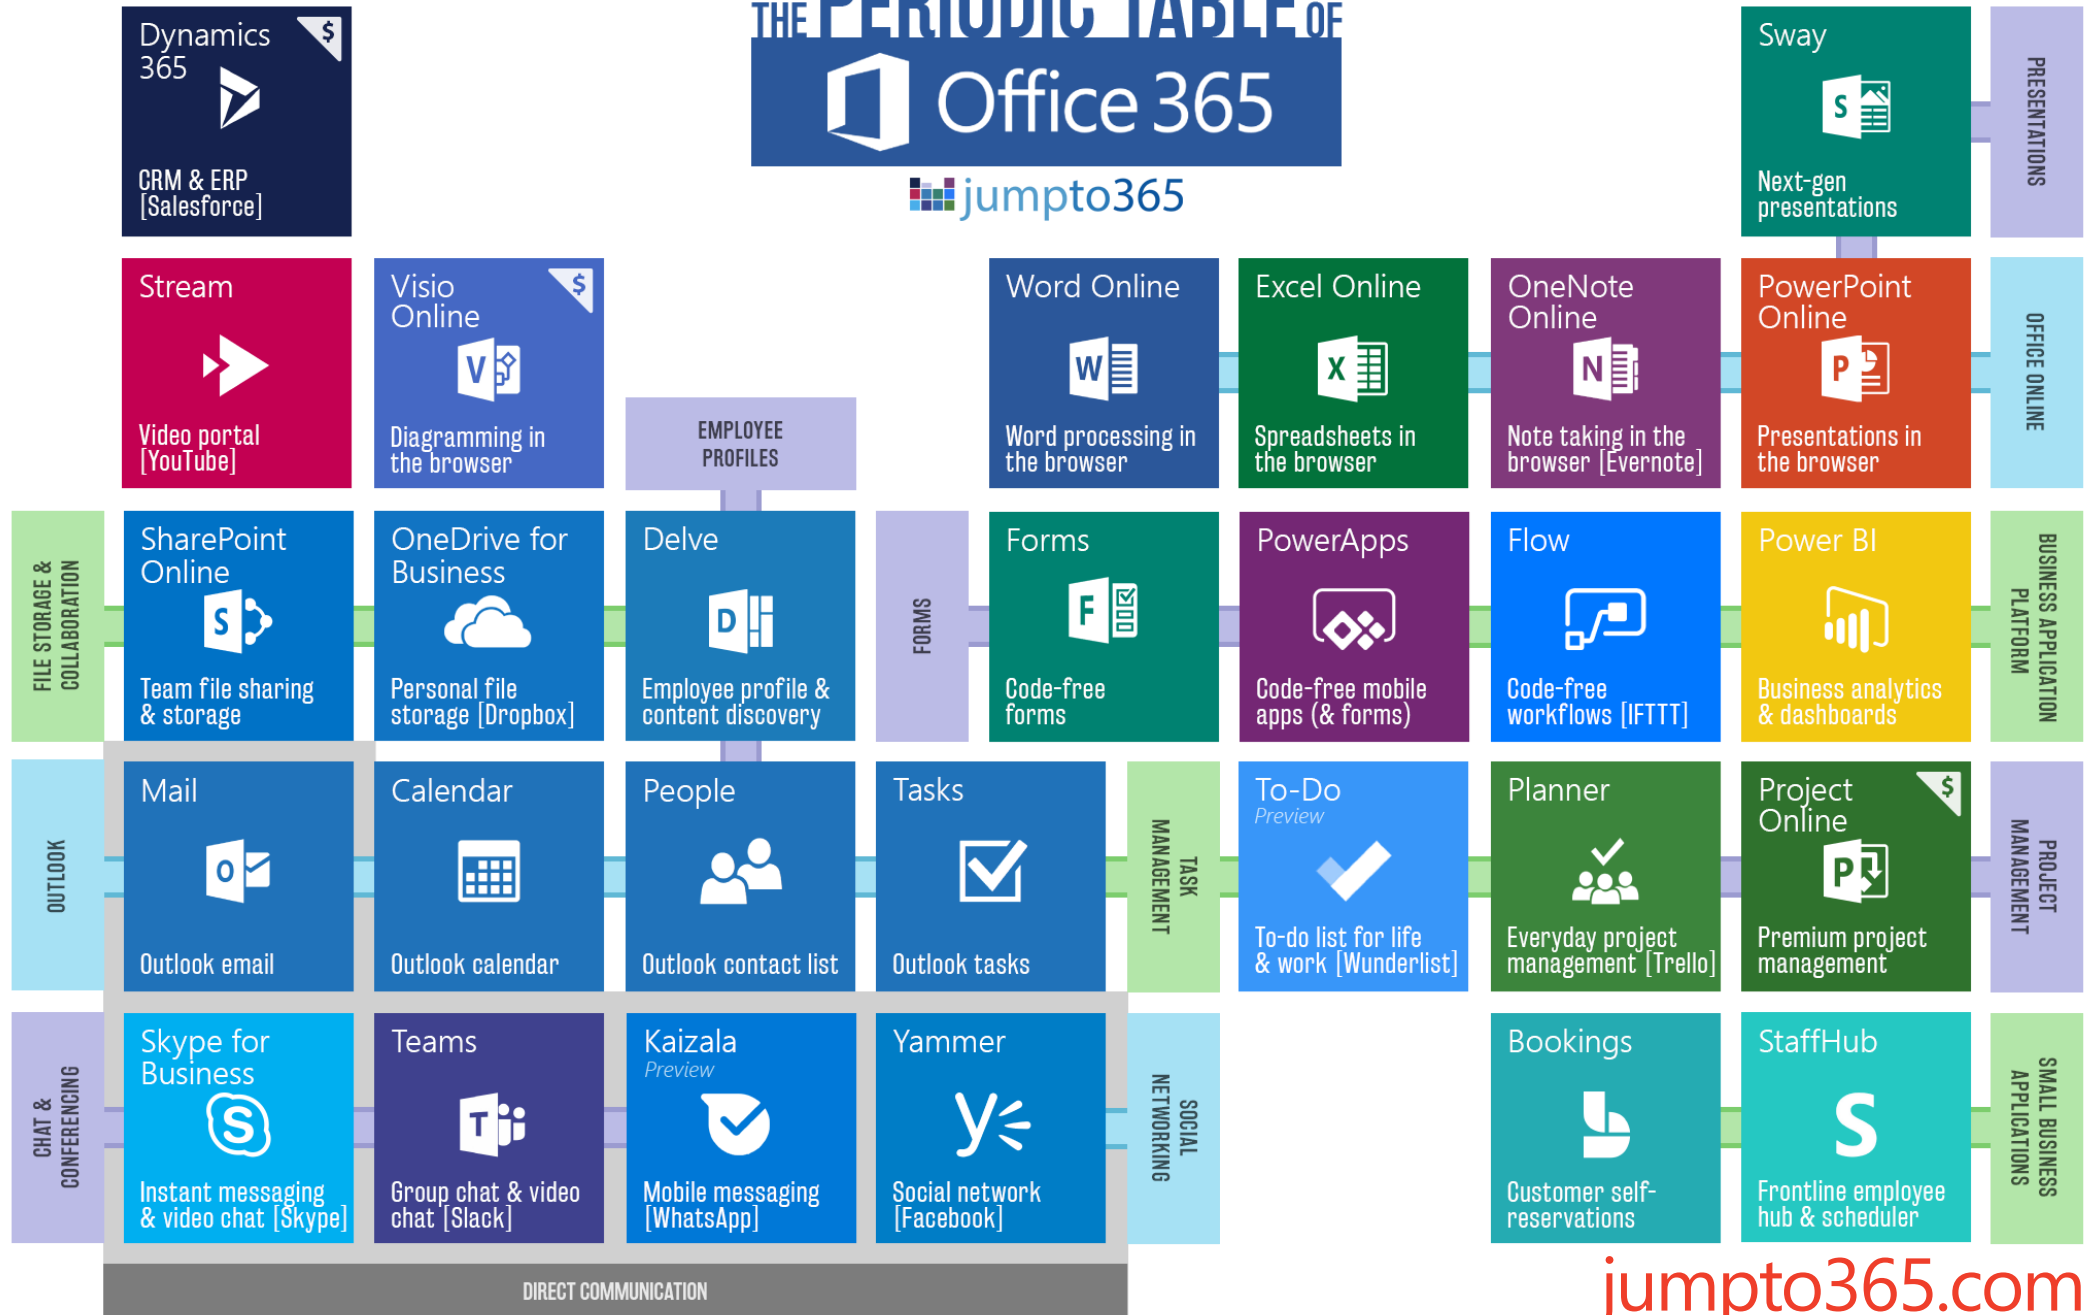 THE PERIODIC TABLE OF
Office 365
jumpto365
Dynamics
365
$
CRM & ERP
[Salesforce]
Sway
S
Next-gen
presentations
PRESENTATIONS
Stream
Video portal
[YouTube]
Visio
Online
$
V
Diagramming in
the browser
EMPLOYEE
PROFILES
Word Online
W
Word processing in
the browser
Excel Online
X
Spreadsheets in
the browser
OneNote
Online
N
Note taking in the
browser [Evernote]
PowerPoint
Online
P
Presentations in
the browser
OFFICE ONLINE
FILE STORAGE &
COLLABORATION
SharePoint
Online
S
Team file sharing
& storage
OneDrive for
Business
Personal file
storage [Dropbox]
Delve
D
Employee profile &
content discovery
FORMS
Forms
F
Code-free
forms
PowerApps
Code-free mobile
apps (& forms)
Flow
Code-free
workflows [IFTTT]
Power BI
Business analytics
& dashboards
BUSINESS APPLICATION
PLATFORM
OUTLOOK
Mail
O
Outlook email
Calendar
Outlook calendar
People
Outlook contact list
Tasks
Outlook tasks
TASK
MANAGEMENT
To-Do
Preview
To-do list for life
& work [Wunderlist]
Planner
Everyday project
management [Trello]
Project
Online
$
P
Premium project
management
PROJECT
MANAGEMENT
CHAT &
CONFERENCING
Skype for
Business
S
Instant messaging
& video chat [Skype]
Teams
T
Group chat & video
chat [Slack]
Kaizala
Preview
Mobile messaging
[WhatsApp]
Yammer
y
Social network
[Facebook]
SOCIAL
NETWORKING
Bookings
b
Customer self-
reservations
StaffHub
S
Frontline employee
hub & scheduler
SMALL BUSINESS
APPLICATIONS
DIRECT COMMUNICATION
jumpto365.com